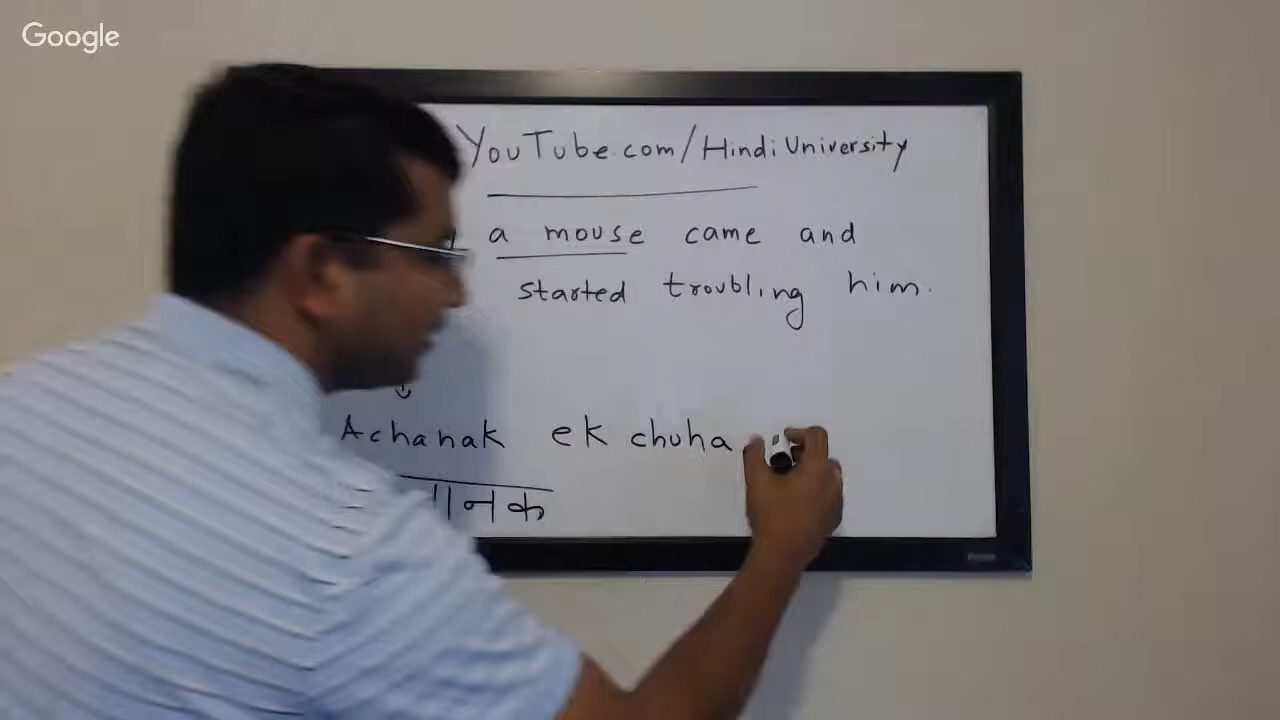 Google
YouTube.com/HindiUniversity
a mouse came and
started troubling him.
Achanak ek chuha